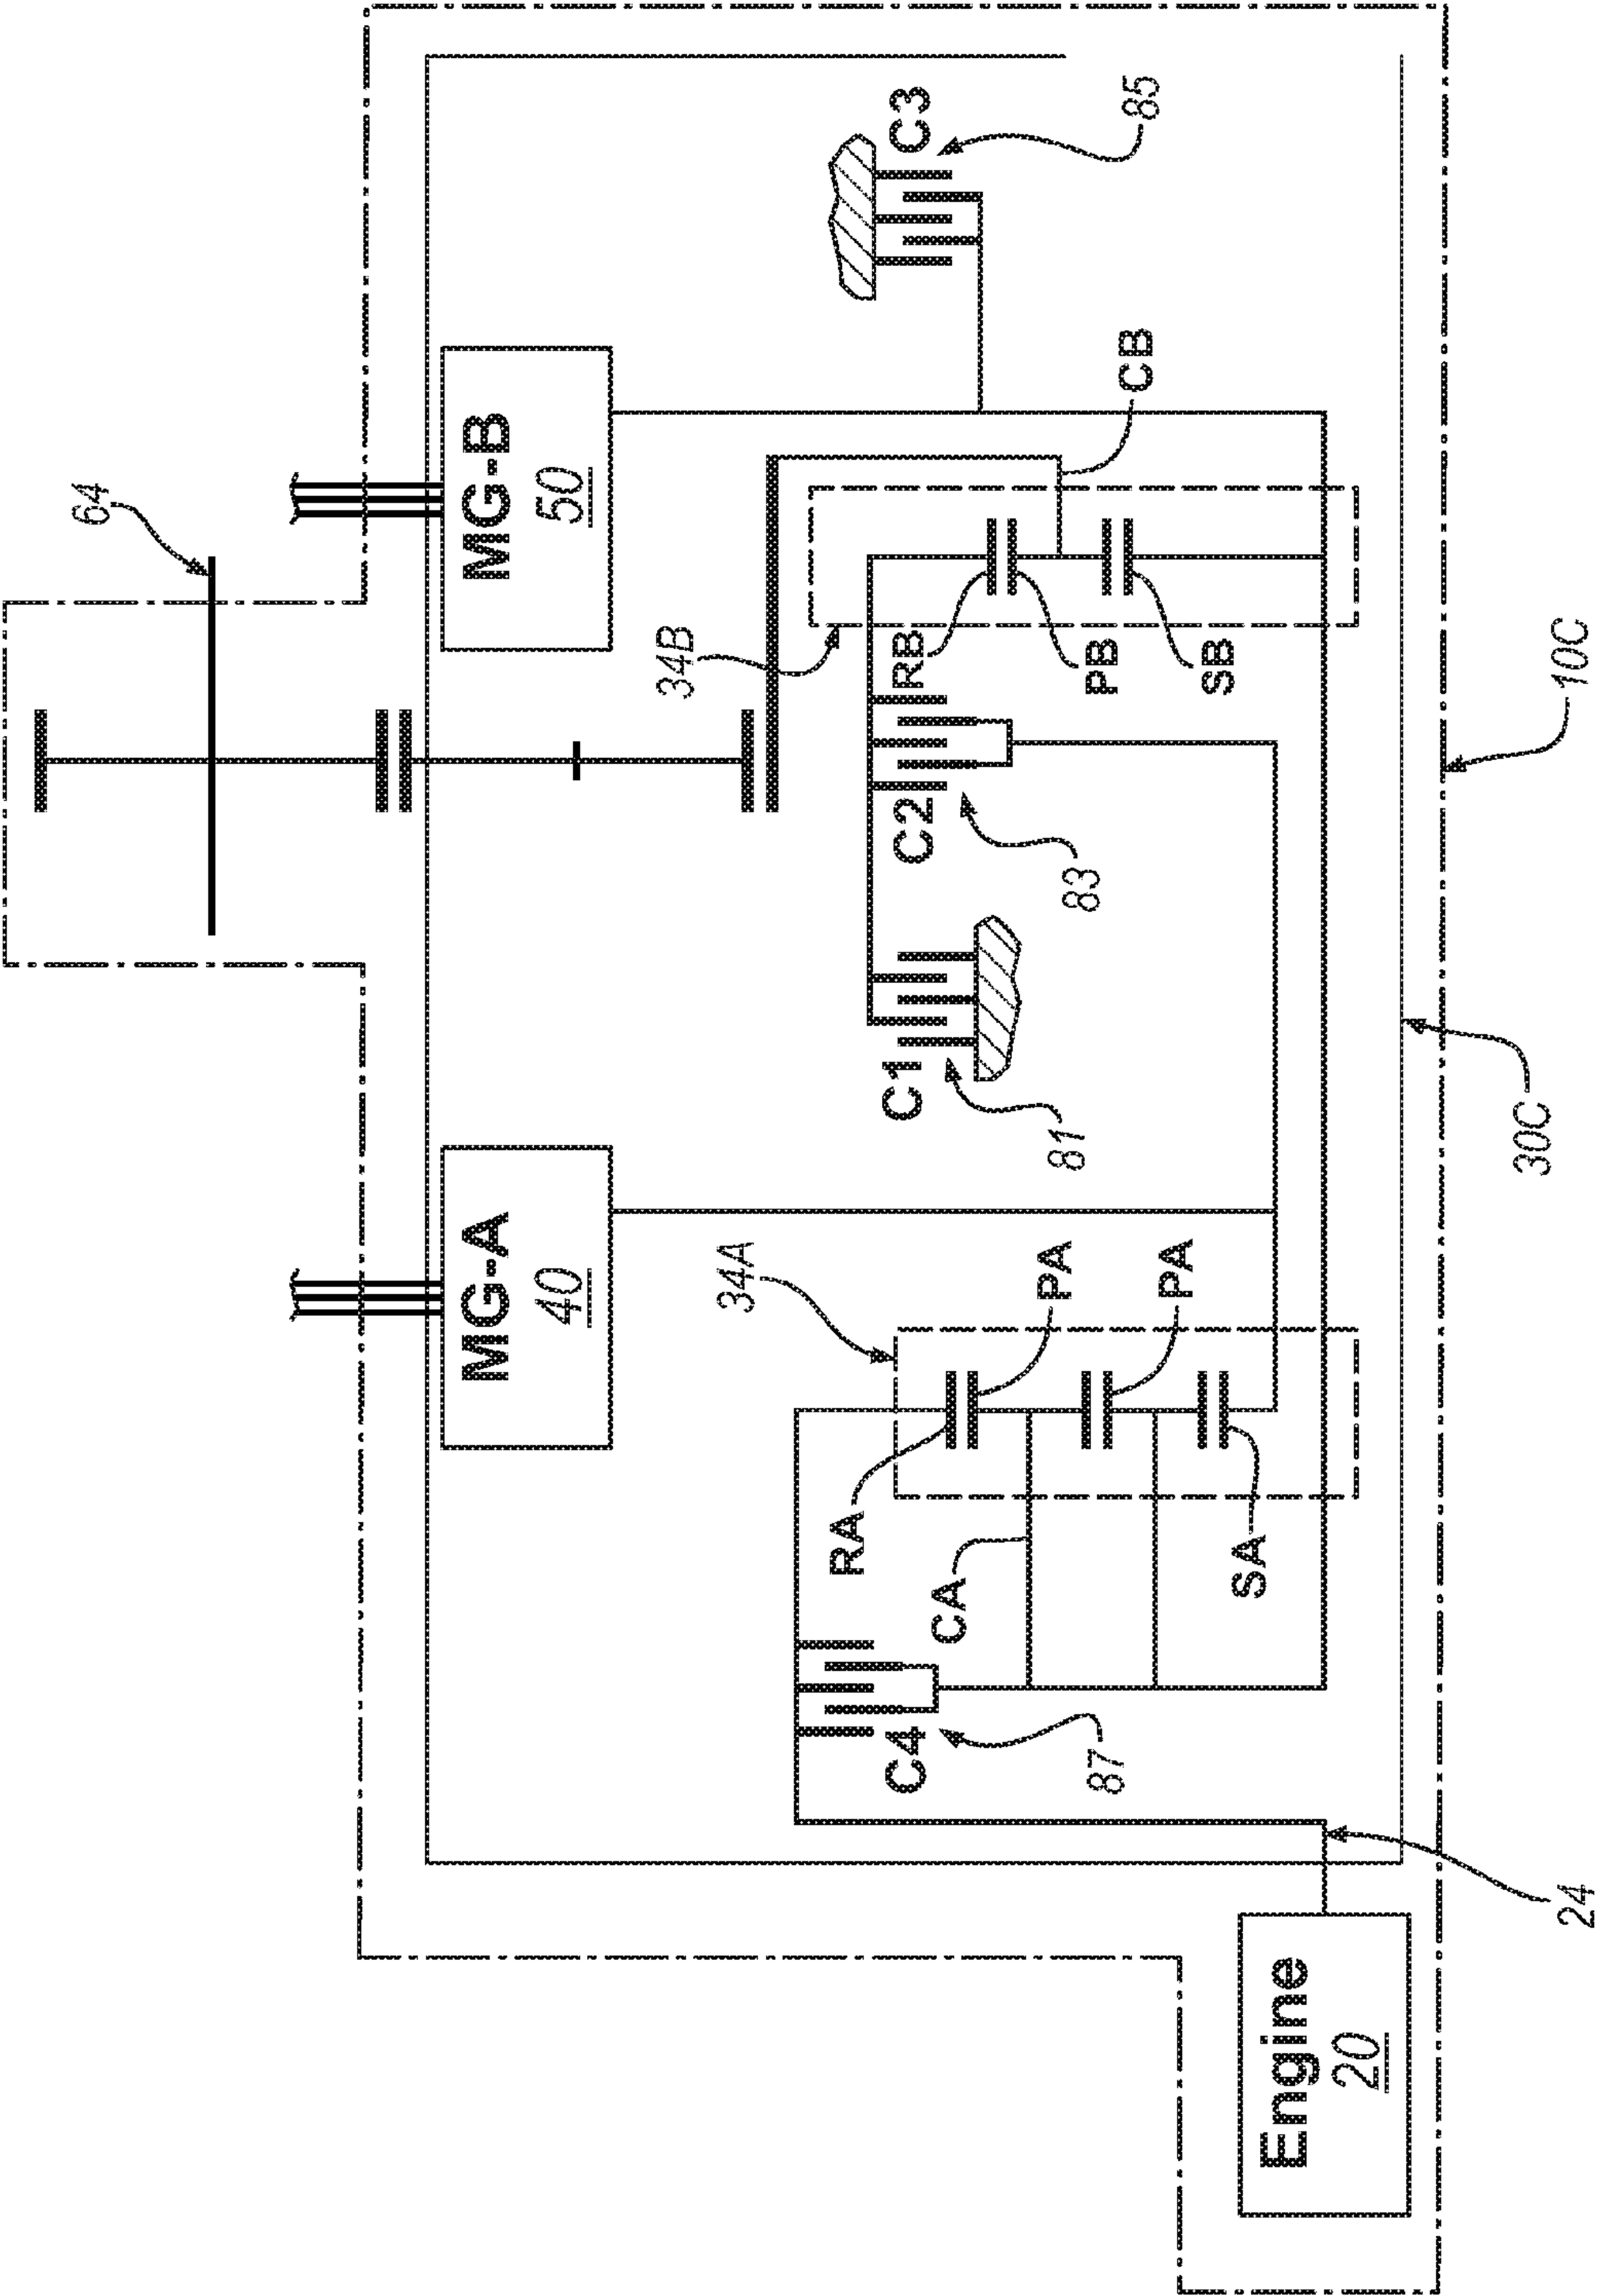 64
MG-A
40
MG-B
50
34A
34B
C3
85
CB
RB
PB
SB
C2
83
C1
81
PA
PA
RA
CA
SA
C4
87
Engine
20
24
30C
10C